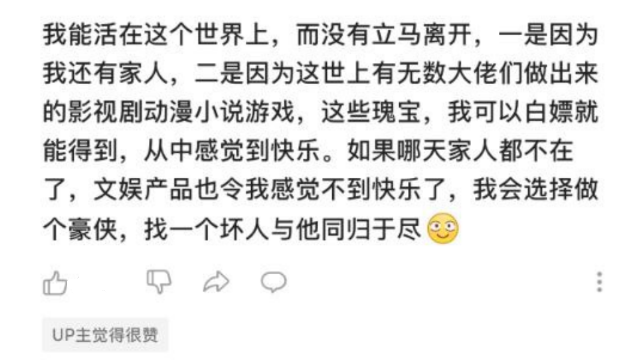 我能活在这个世界上，而没有立马离开，一是因为
我还有家人，二是因为这世上有无数大佬们做出来
的影视剧动漫小说游戏，这些瑰宝，我可以白嫖就
能得到，从中感觉到快乐。如果哪天家人都不在
了，文娱产品也令我感觉不到快乐了，我会选择做
个豪侠，找一个坏人与他同归于尽
UP主觉得很赞